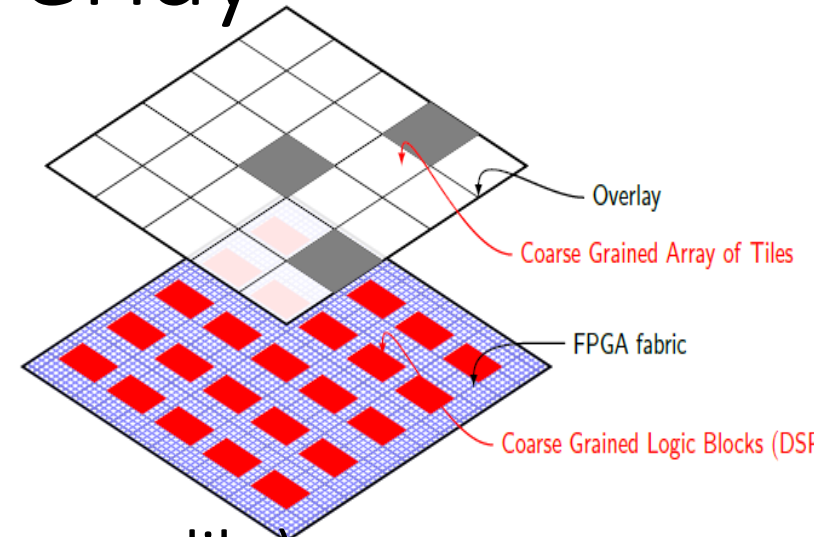 Overlay
Coarse Grained Array of Tiles
FPGA fabric
Coarse Grained Logic Blocks (DSP